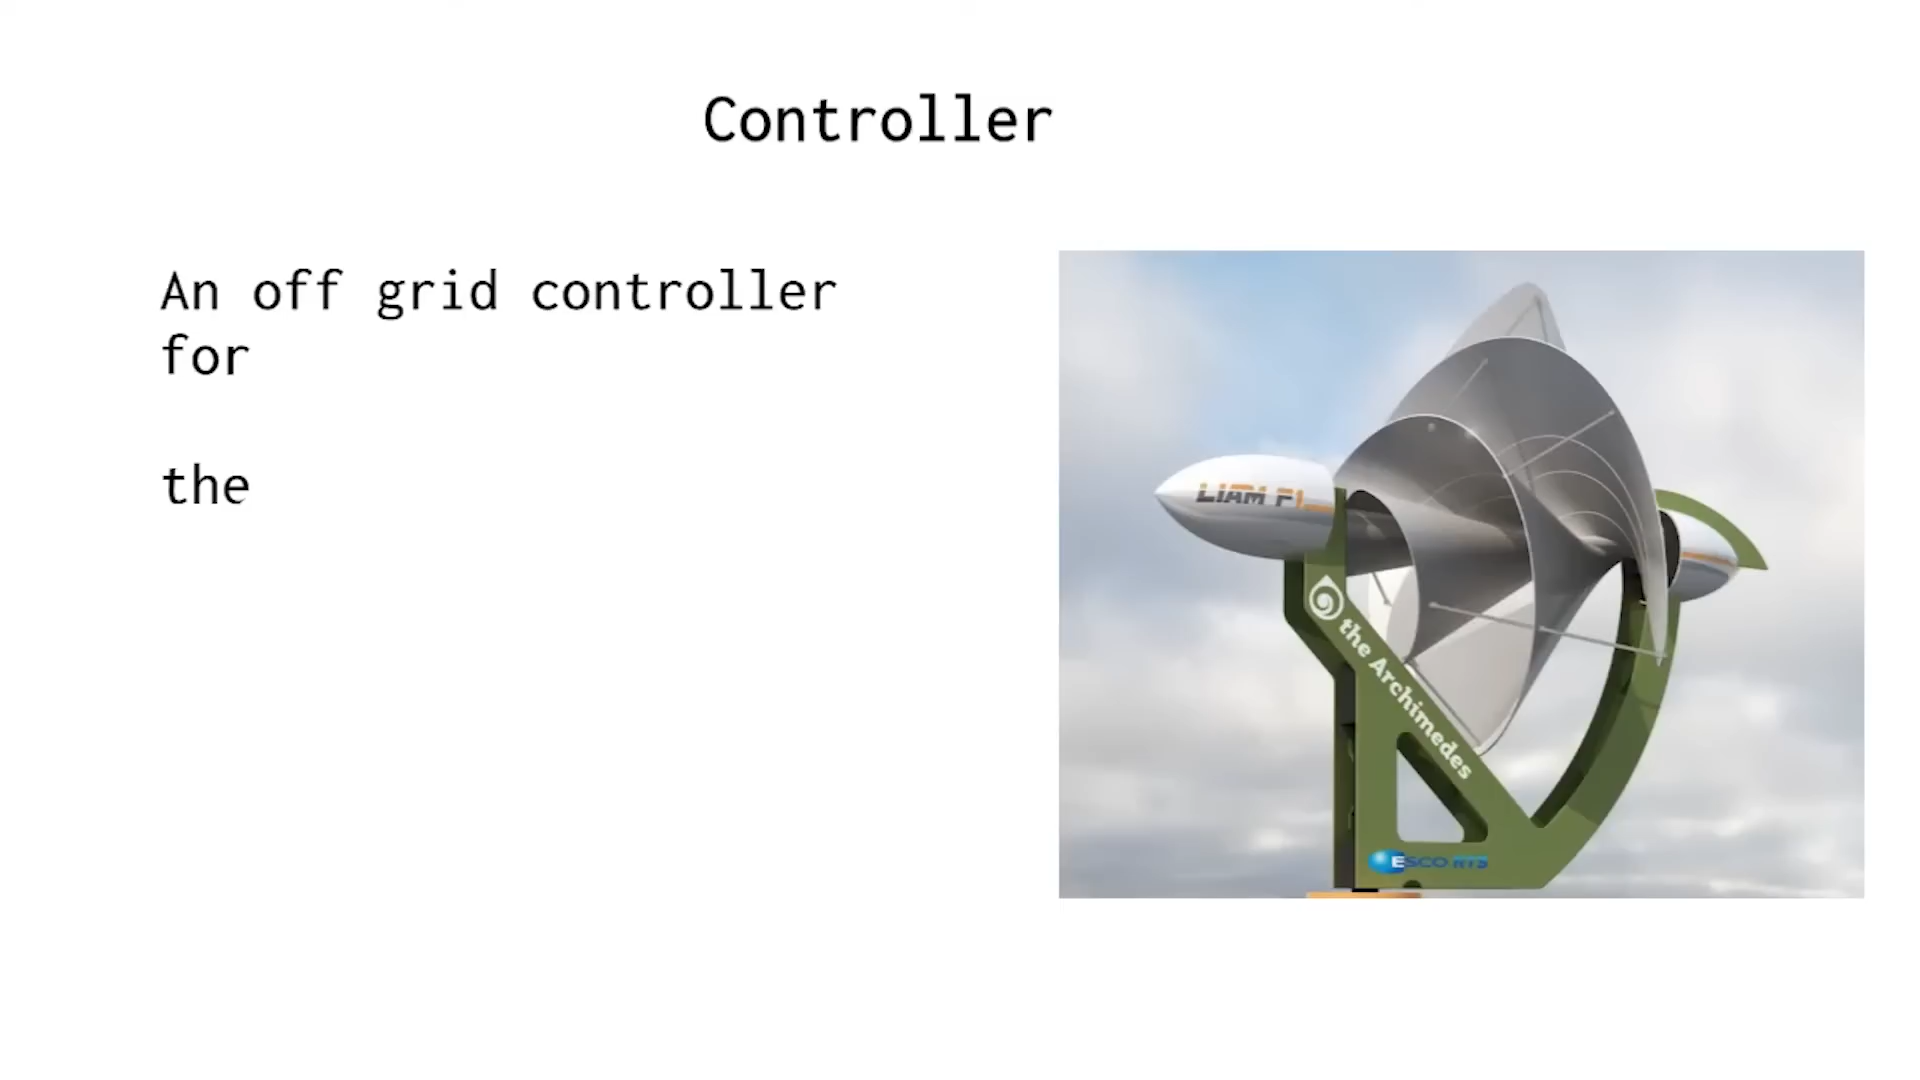 Controller
An off grid controller
for
the
LIAM F1
the Archimedes
ESCO RTS